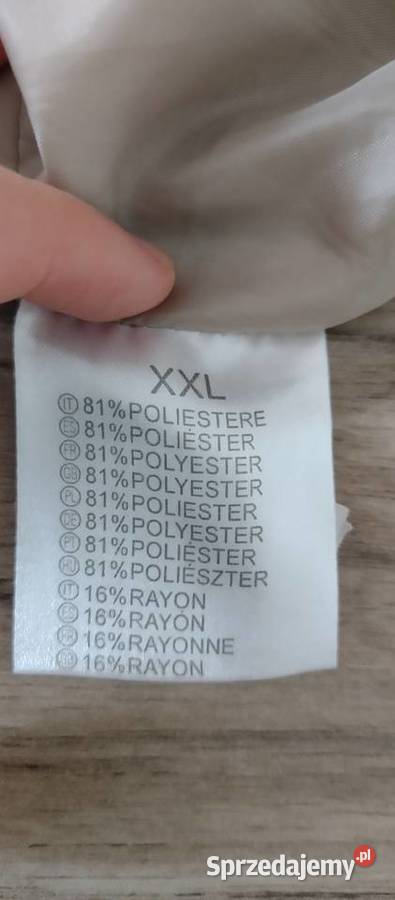 XXL
IT 81%POLIESTERE
ES 81%POLIÉSTER
FR 81%POLYESTER
GB 81%POLYESTER
PL 81%POLIESTER
DE 81%POLYESTER
PT 81%POLIÉSTER
HU 81%POLIÉSZTER
IT 16%RAYON
ES 16%RAYÓN
FR 16%RAYONNE
GB 16%RAYON
Sprzedajemy.pl